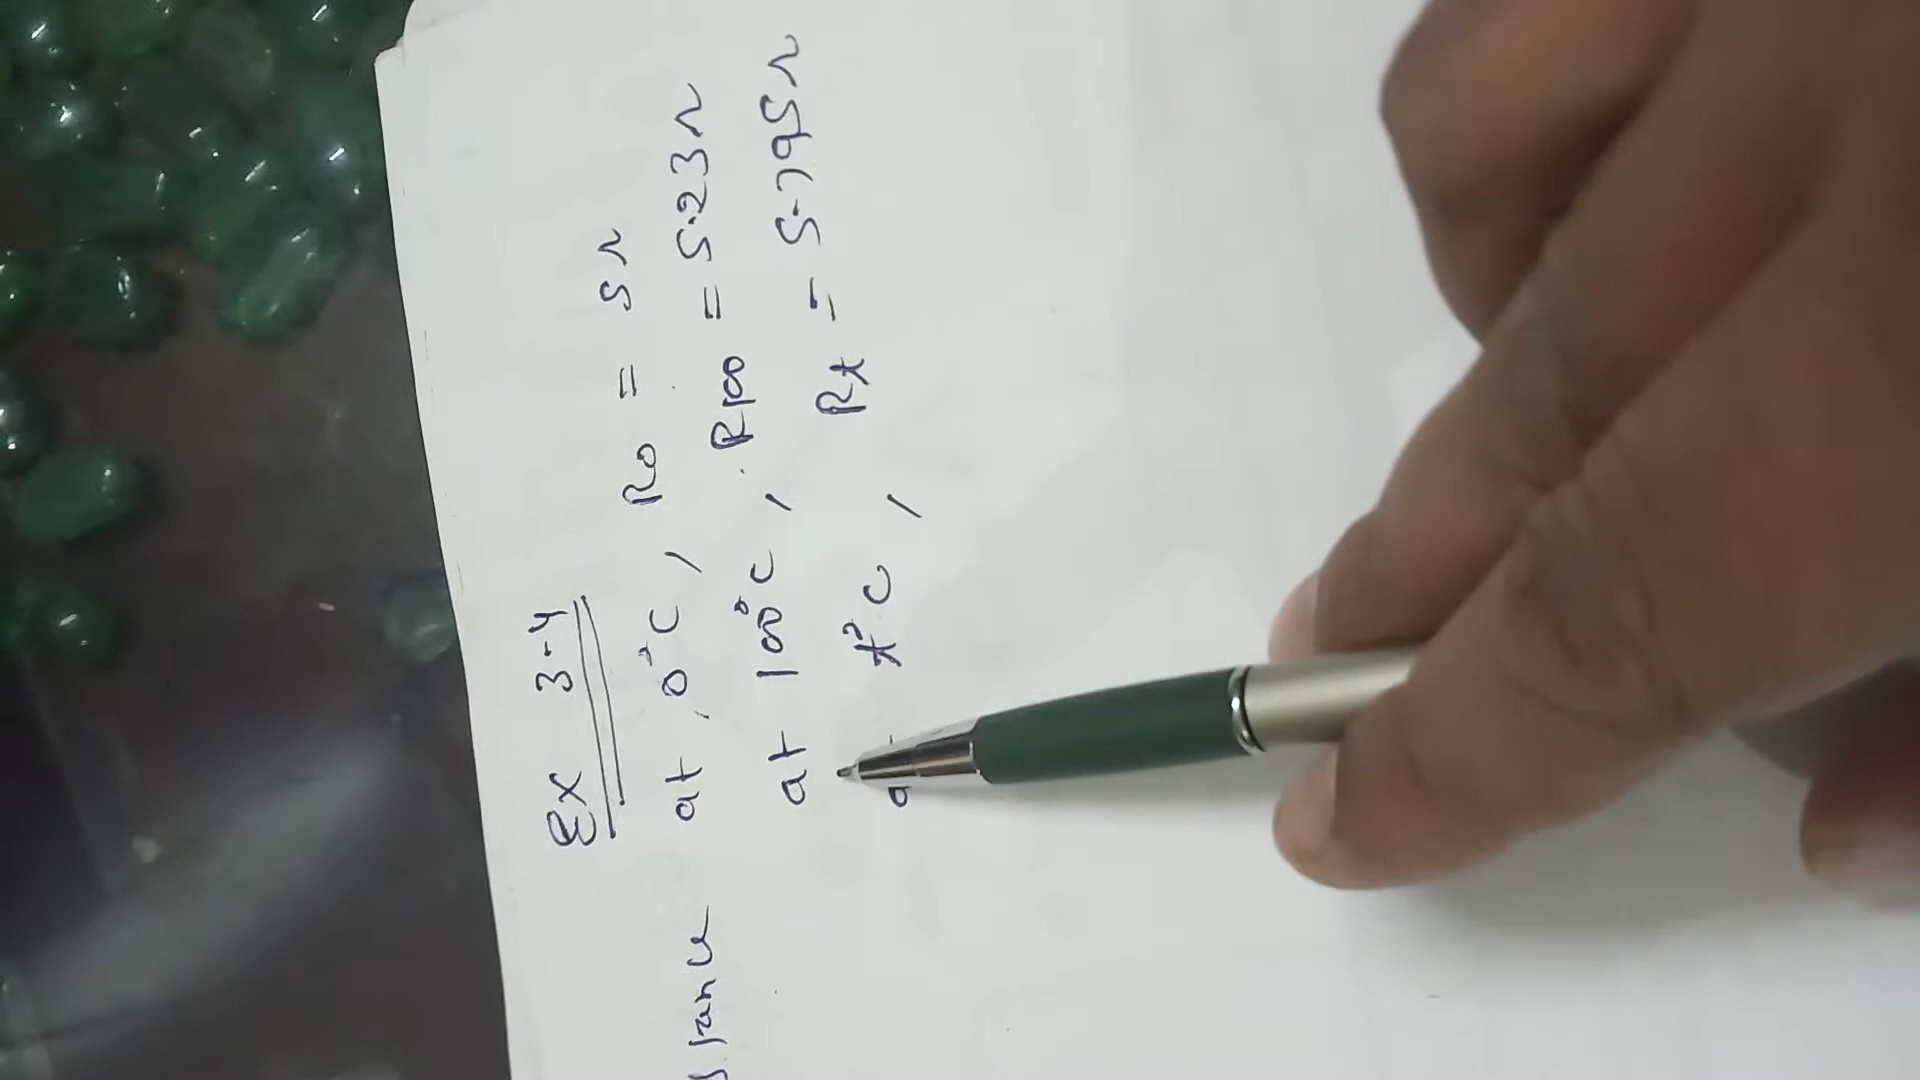 Ex 3-4
at 0°C, R0 = 5Ω
at 100°C, R100 = 5.23Ω
t°C, Rt = 5.795Ω